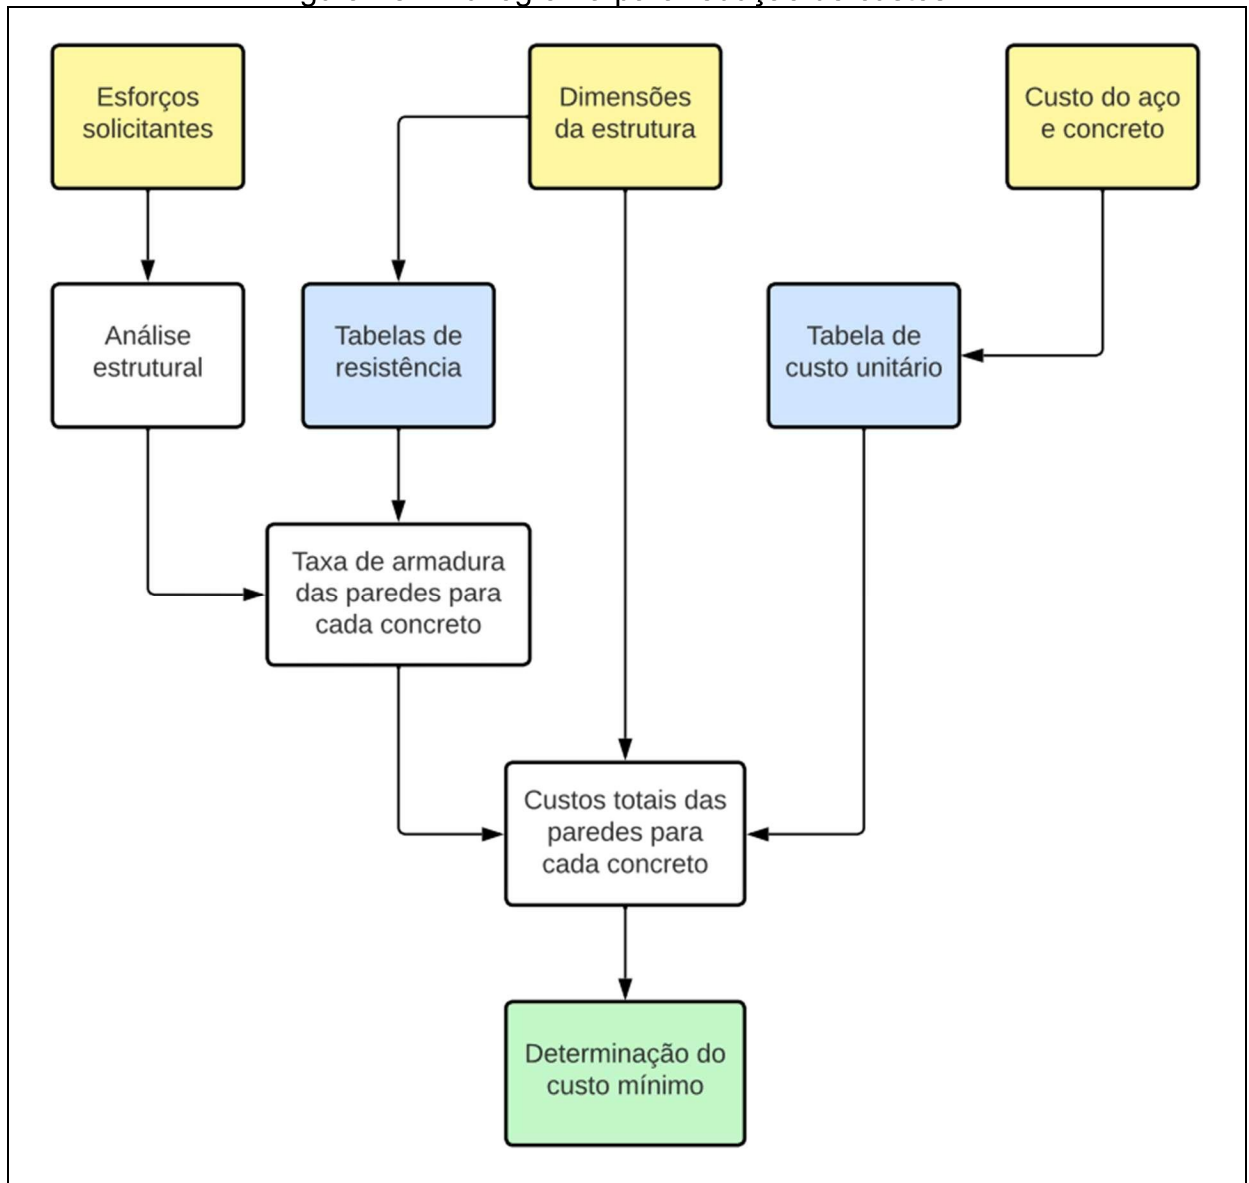 Esforços
solicitantes
Dimensões
da estrutura
Custo do aço
e concreto
Análise
estrutural
Tabelas de
resistência
Tabela de
custo unitário
Taxa de armadura
das paredes para
cada concreto
Custos totais das
paredes para
cada concreto
Determinação do
custo mínimo